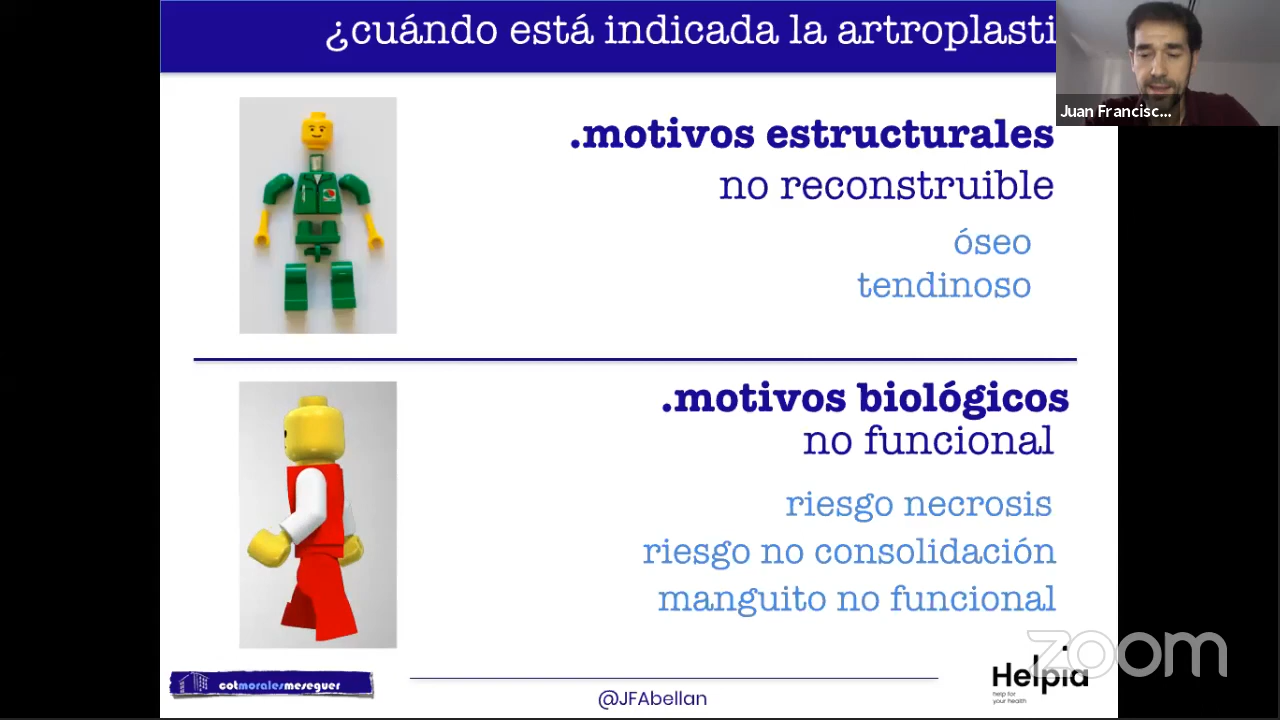 ¿cuándo está indicada la artroplasti
Juan Francisc...
.motivos estructurales
no reconstruible
óseo
tendinoso
.motivos biológicos
no funcional
riesgo necrosis
riesgo no consolidación
manguito no funcional
zoom
cotmoralesmeseguer
@JFAbellan
Helpia
help for
your health